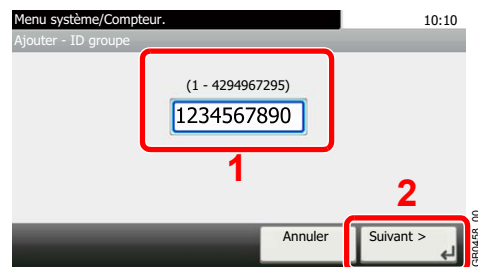 Menu système/Compteur.
10:10
Ajouter - ID groupe
(1 - 4294967295)
1234567890
1
2
Annuler
Suivant >
GB0458_00